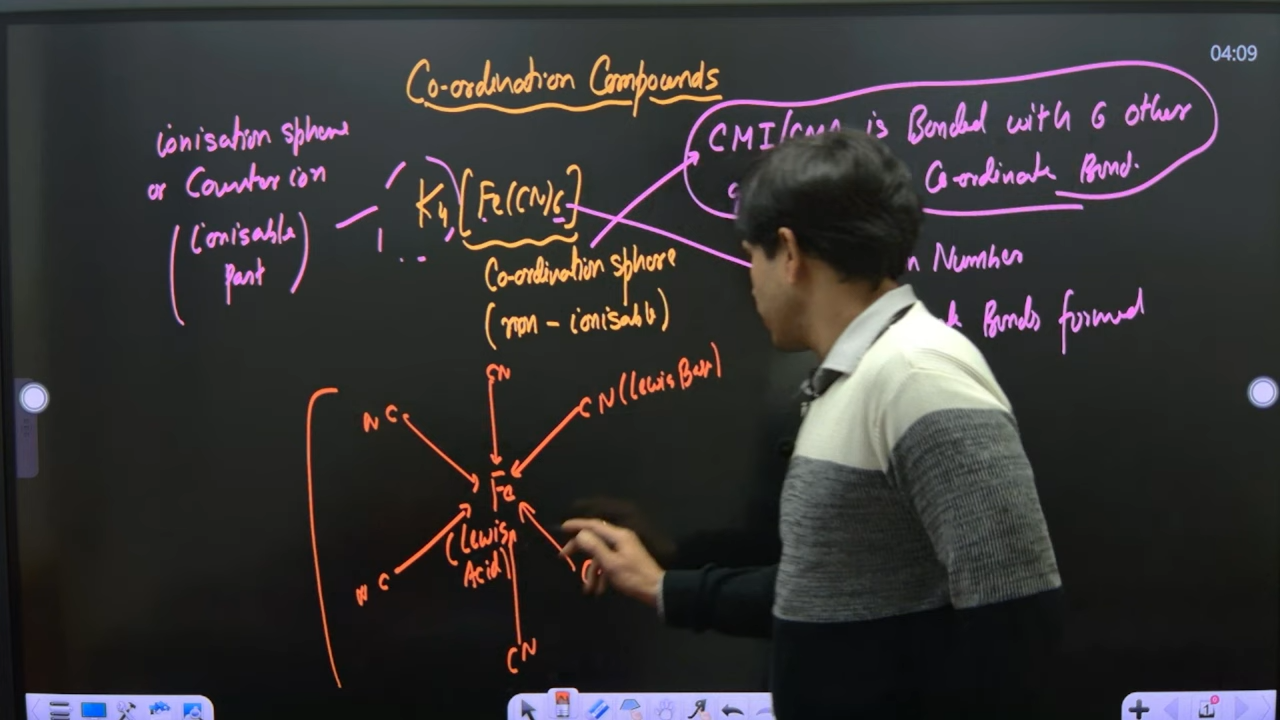 04:09
Co-ordination Compounds
ionisation sphere
or Counter ion
(ionisable
Part)
K4[Fe(CN)6]
CMI/CMA is Bonded with 6 other
Co-ordinate Bond.
Co-ordination sphere
(non-ionisable)
Number
Bonds formed
CN
NC
CN (Lewis Base)
Fe
(Lewis
Acid)
NC
C
CN
1